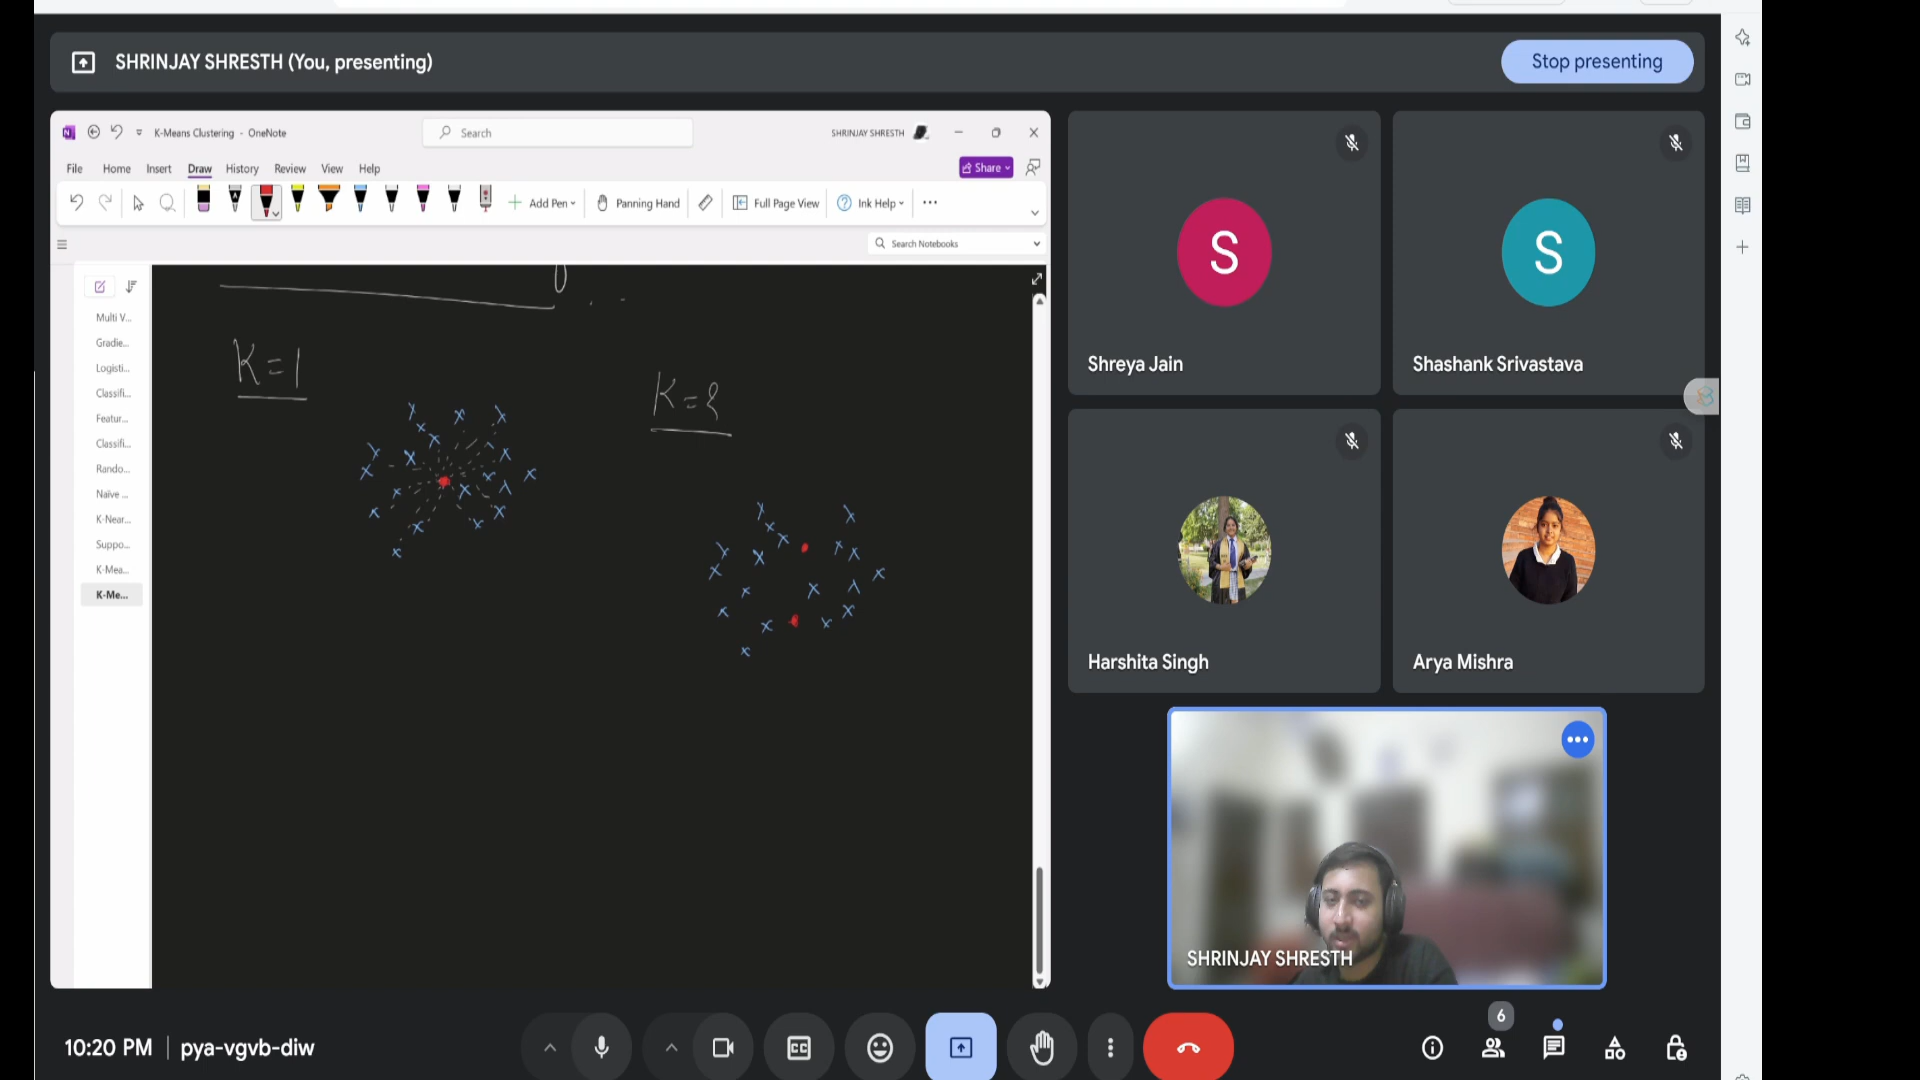 SHRINJAY SHRESTH (You, presenting)
Stop presenting
K-Means Clustering - OneNote
Search
SHRINJAY SHRESTH
File Home Insert Draw History Review View Help
Share
Add Pen
Panning Hand
Full Page View
Ink Help
Search Notebooks
Multi V...
Gradie...
Logisti...
Classifi...
Featur...
Classifi...
Rando...
Naive ...
K-Near...
Suppo...
K-Mea...
K-Me...
K=1
K=2
S
Shreya Jain
S
Shashank Srivastava
Harshita Singh
Arya Mishra
SHRINJAY SHRESTH
10:20 PM
pya-vgvb-diw
CC
6